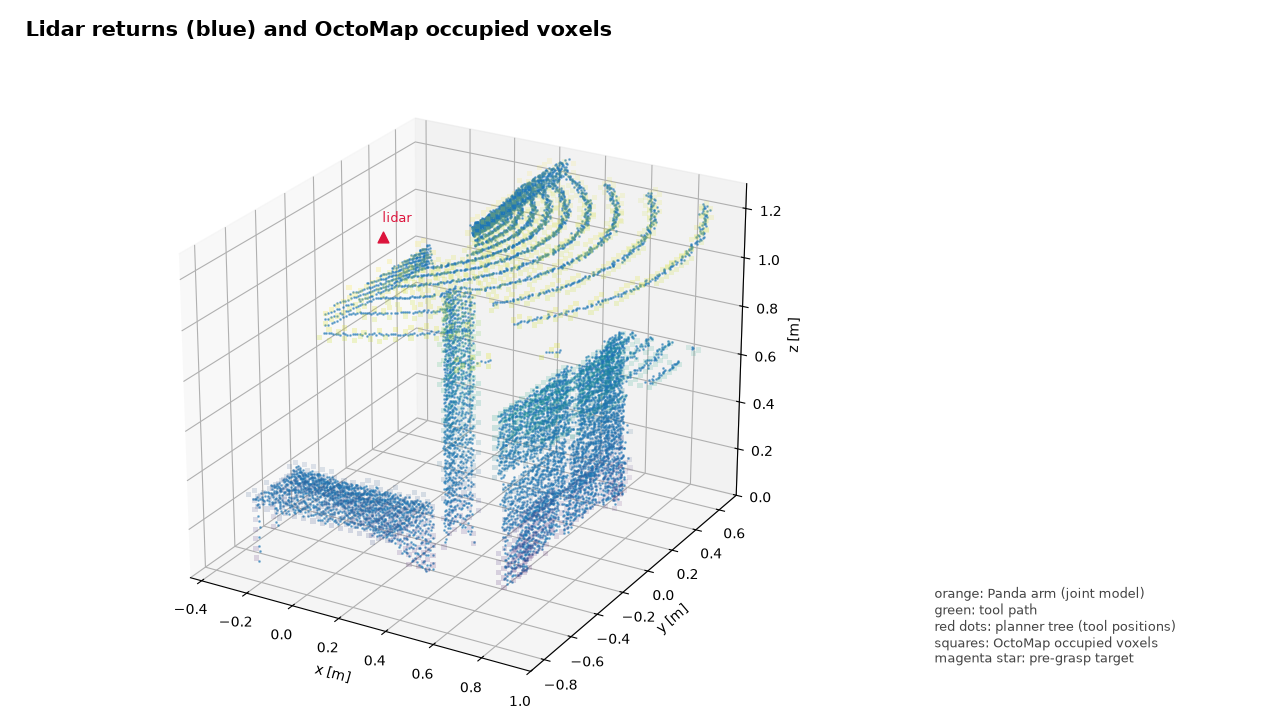 Lidar returns (blue) and OctoMap occupied voxels
lidar
1.2
1.0
0.8
0.6
0.4
0.2
0.0
z [m]
0.6
0.4
0.2
0.0
−0.2
−0.4
−0.6
−0.8
y [m]
−0.4
−0.2
0.0
0.2
0.4
0.6
0.8
1.0
x [m]
orange: Panda arm (joint model)
green: tool path
red dots: planner tree (tool positions)
squares: OctoMap occupied voxels
magenta star: pre-grasp target